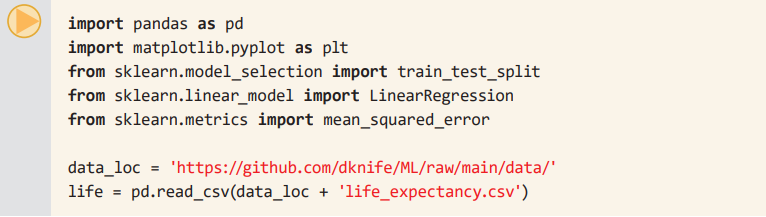 import pandas as pd
import matplotlib.pyplot as plt
from sklearn.model_selection import train_test_split
from sklearn.linear_model import LinearRegression
from sklearn.metrics import mean_squared_error
data_loc = 'https://github.com/dknife/ML/raw/main/data/'
life = pd.read_csv(data_loc + 'life_expectancy.csv')